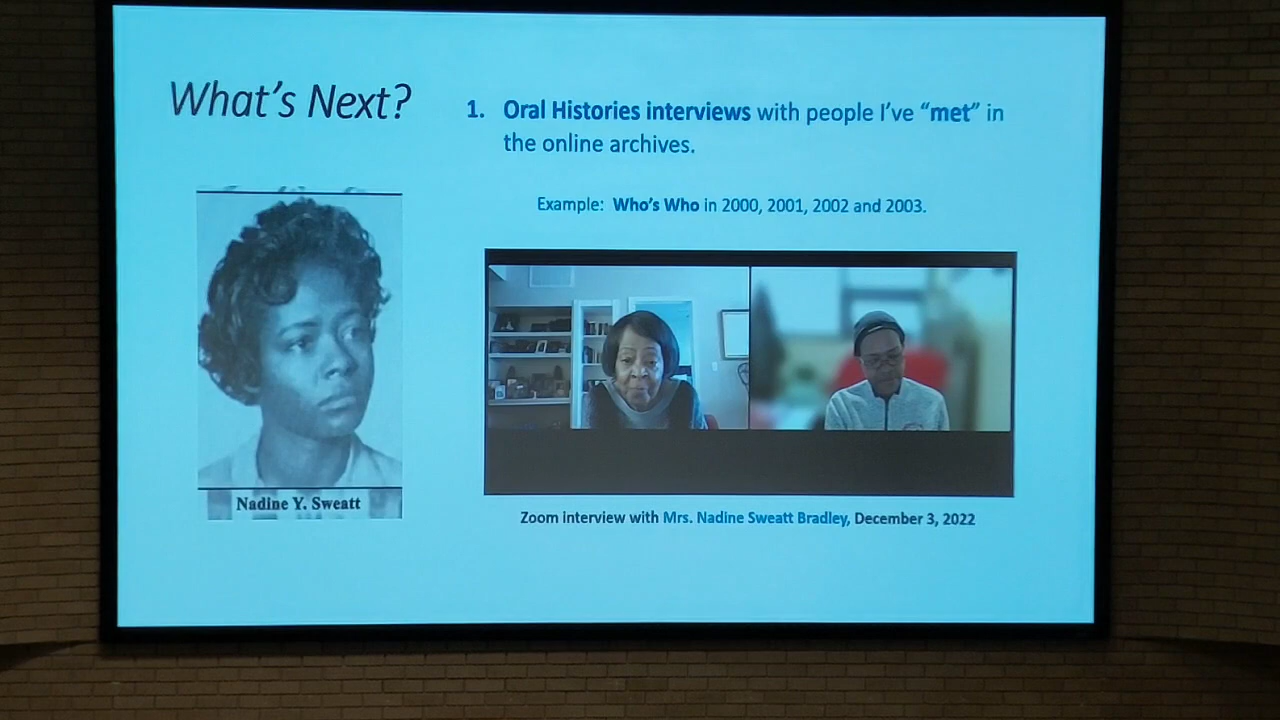 What's Next?
1. Oral Histories interviews with people I've “met” in
the online archives.
Example: Who's Who in 2000, 2001, 2002 and 2003.
Nadine Y. Sweatt
Zoom interview with Mrs. Nadine Sweatt Bradley, December 3, 2022